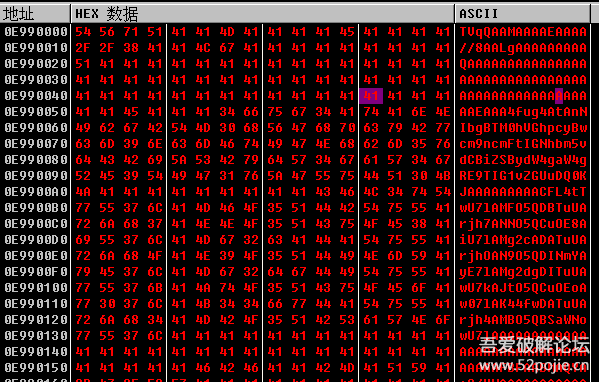 地址 HEX 数据 ASCII
0E990000 54 56 71 51 41 41 4D 41 41 41 41 45 41 41 41 41 TVqQAAMAAAAEAAAA
0E990010 2F 2F 38 41 41 4C 67 41 41 41 41 41 41 41 41 41 //8AALgAAAAAAAAA
0E990020 51 41 41 41 41 41 41 41 41 41 41 41 41 41 41 41 QAAAAAAAAAAAAAAA
0E990030 41 41 41 41 41 41 41 41 41 41 41 41 41 41 41 41 AAAAAAAAAAAAAAAA
0E990040 41 41 41 41 41 41 41 41 41 41 41 41 41 41 41 41 AAAAAAAAAAAAAAAA
0E990050 41 41 45 41 41 41 34 66 75 67 34 41 74 41 6E 4E AAEAAA4fug4AtAnN
0E990060 49 62 67 42 54 4D 30 68 56 47 68 70 63 79 42 77 IbgBTM0hVGhpcyBw
0E990070 63 6D 39 6E 63 6D 46 74 49 47 4E 68 62 6D 35 76 cm9ncmFtIGNhbm5v
0E990080 64 43 42 69 5A 53 42 79 64 57 34 67 61 57 34 67 dCBiZSBydW4gaW4g
0E990090 52 45 39 54 49 47 31 76 5A 47 55 75 44 51 30 4B RE9TIG1vZGUuDQ0K
0E9900A0 4A 41 41 41 41 41 41 41 41 41 43 46 4C 34 74 54 JAAAAAAAAACFL4tT
0E9900B0 77 55 37 6C 41 4D 46 4F 35 51 44 42 54 75 55 41 wU7lAMFO5QDBTuUA
0E9900C0 72 6A 68 37 41 4E 4E 4F 35 51 43 75 4F 45 38 41 rjh7ANNO5QCuOE8A
0E9900D0 69 55 37 6C 41 4D 67 32 63 41 44 41 54 75 55 41 iU7lAMg2cADATuUA
0E9900E0 72 6A 68 4F 41 4E 39 4F 35 51 44 49 4E 6D 59 41 rjhOAN9O5QDINmYA
0E9900F0 79 45 37 6C 41 4D 67 32 64 67 44 49 54 75 55 41 yE7lAMg2dgDITuUA
0E990100 77 55 37 6B 41 4A 74 4F 35 51 43 75 4F 45 6F 41 wU7kAJtO5QCuOEoA
0E990110 77 30 37 6C 41 4B 34 34 66 77 44 41 54 75 55 41 w07lAK44fwDATuUA
0E990120 72 6A 68 34 41 4D 42 4F 35 51 42 53 61 57 4E 6F rjh4AMBO5QBSaWNo
0E990130 77 55 37 6C 41 41 41 41 41 41 41 41 41 41 41 41 wU7lAAAAAAAAAAAA
0E990140 41 41 41 41 41 41 41 41 41 41 41 41 41 41 41 41
0E990150 41 41 41 41 41 46 42 46 41 41 42 4D 41 51 59 41
吾爱破解论坛
www.52pojie.cn